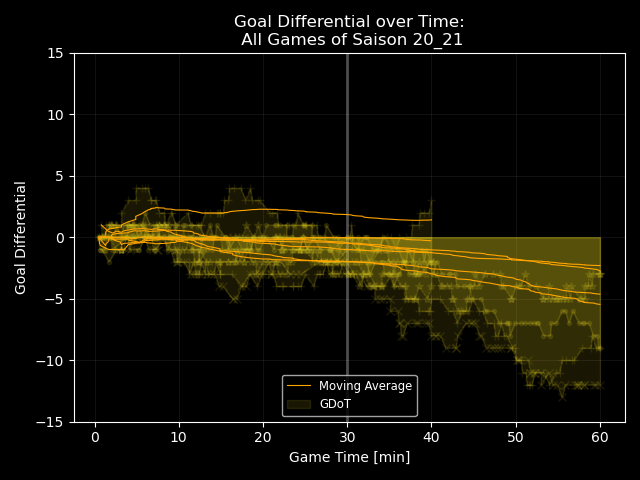 Goal Differential over Time:
All Games of Saison 20_21
15
10
5
0
−5
−10
−15
Goal Differential
0
10
20
30
40
50
60
Game Time [min]
Moving Average
GDoT